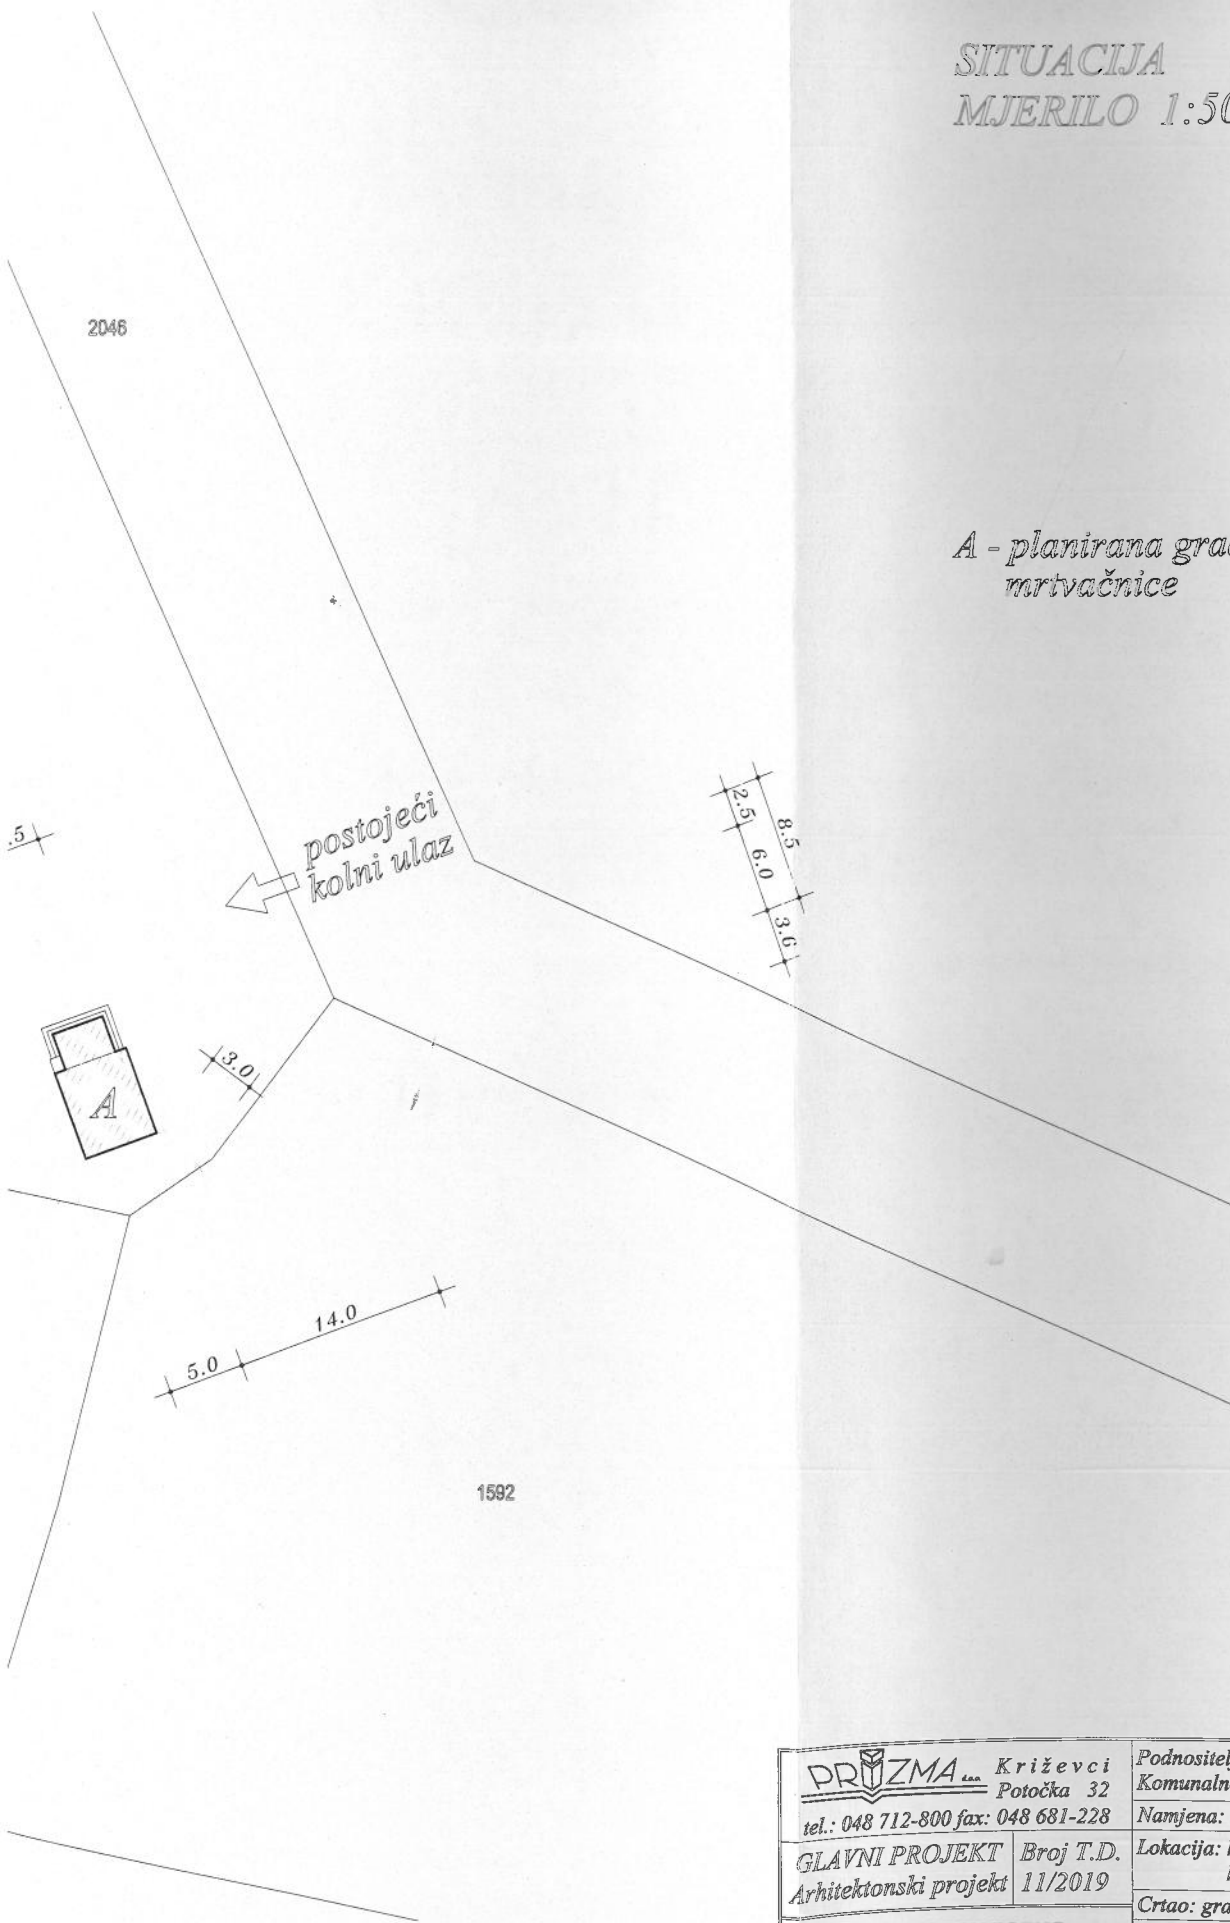 SITUACIJA
MJERILO 1:50
2046
A - planirana gra
mrtvačnice
postojeći
kolni ulaz
.5
2.5
8.5
6.0
3.6
3.0
A
14.0
5.0
1592
PRIZMA d.o.o. Križevci
Potočka 32
tel.: 048 712-800 fax: 048 681-228
GLAVNI PROJEKT
Arhitektonski projekt
Broj T.D.
11/2019
Podnositel
Komunaln
Namjena:
Lokacija:
Crtao: gra